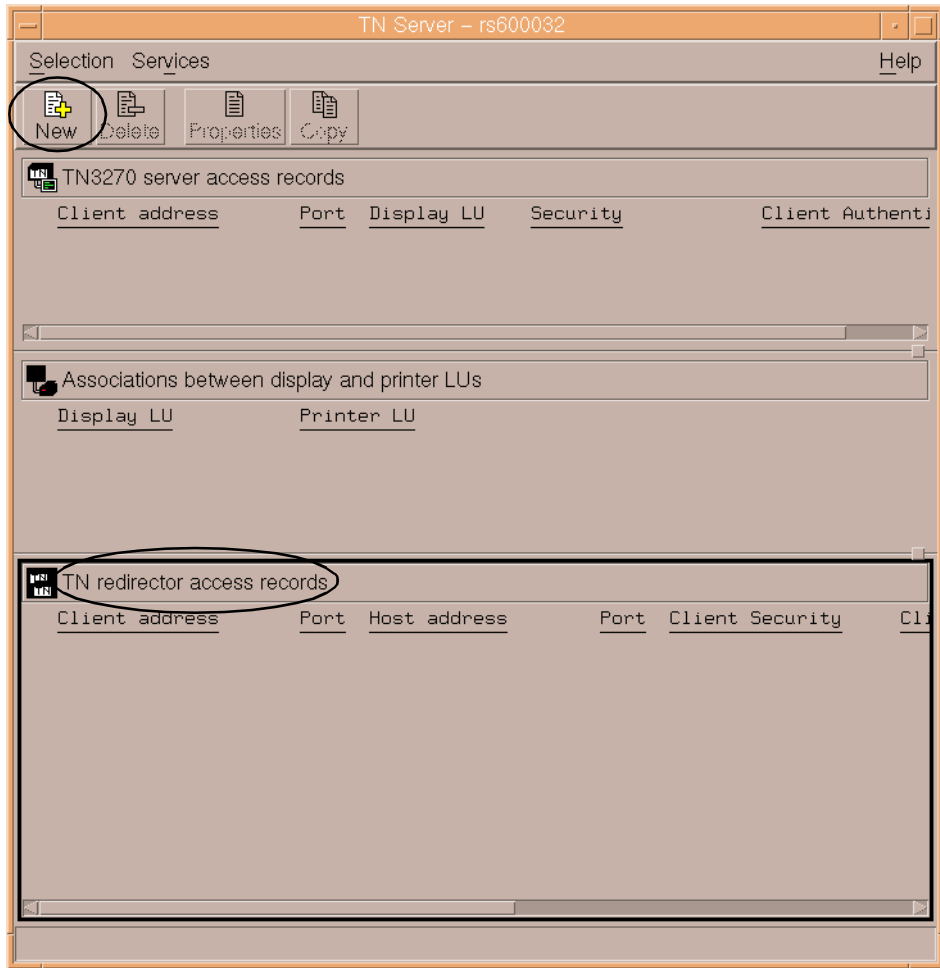 TN Server – rs600032
Selection Services Help
New Delete Properties Copy
TN3270 server access records
Client address Port Display LU Security Client Authenti
Associations between display and printer LUs
Display LU Printer LU
TN redirector access records
Client address Port Host address Port Client Security Cli